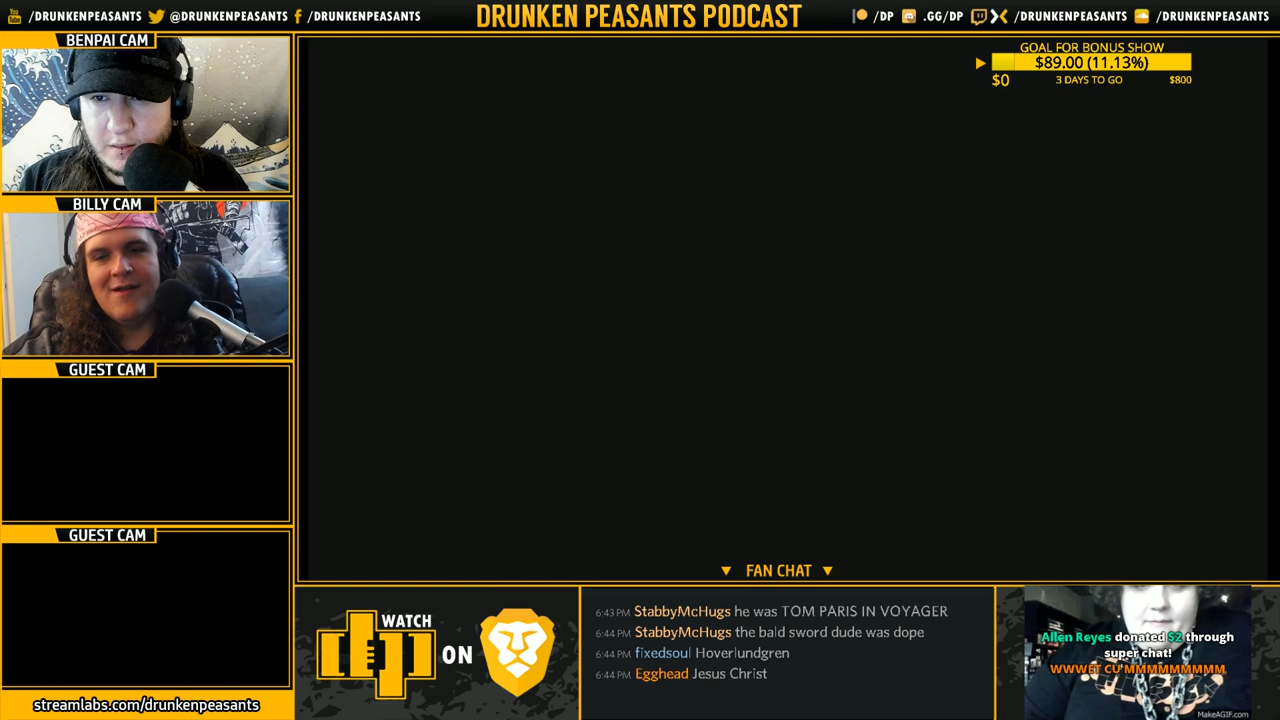 You Tube /DRUNKENPEASANTS @DRUNKENPEASANTS f /DRUNKENPEASANTS
DRUNKEN PEASANTS PODCAST
/DP .GG/DP /DRUNKENPEASANTS /DRUNKENPEASANTS
BENPAI CAM
GOAL FOR BONUS SHOW
$89.00 (11.13%)
$0 3 DAYS TO GO $800
BILLY CAM
GUEST CAM
GUEST CAM
▼ FAN CHAT ▼
WATCH
ON
6:43 PM StabbyMcHugs he was TOM PARIS IN VOYAGER
6:44 PM StabbyMcHugs the bald sword dude was dope
6:44 PM fixedsoul Hoverlundgren
6:44 PM Egghead Jesus Christ
Allen Reyes donated $2 through
super chat!
WWWET CU'MMMMMMMMM
MakeAGIF.com
streamlabs.com/drunkenpeasants